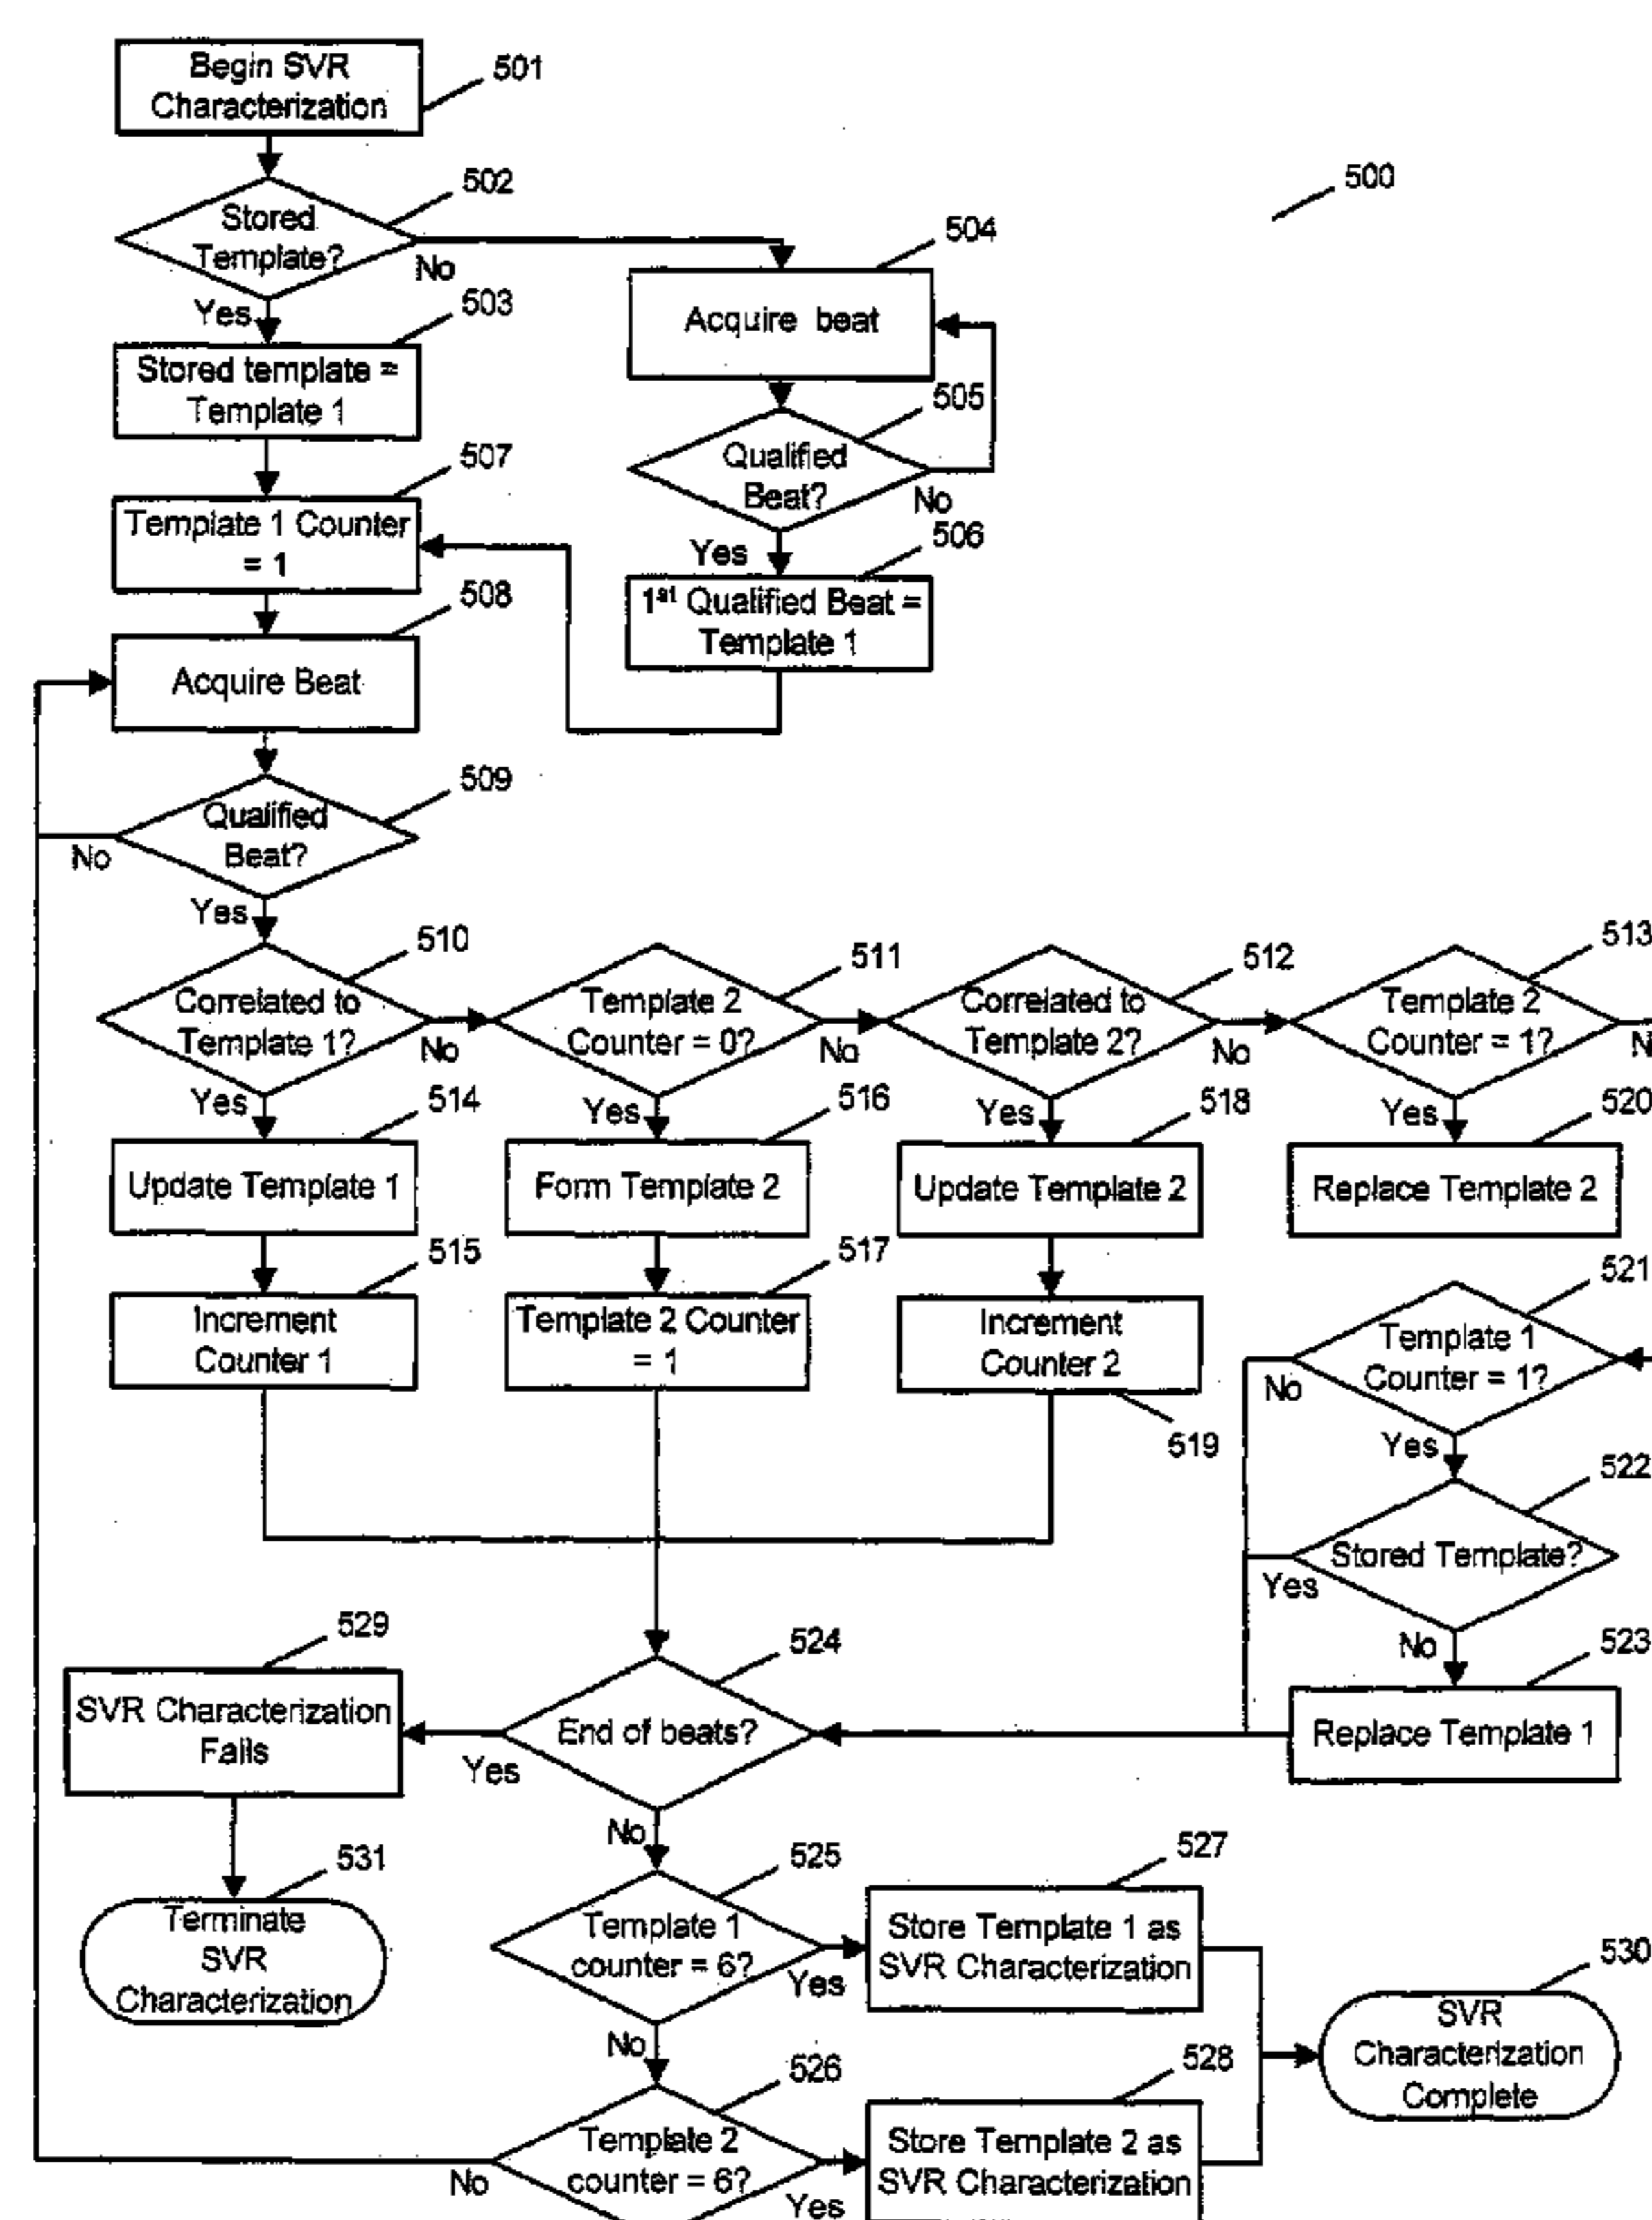 Begin SVR
Characterization
501
500
502
Stored
Template?
No
Yes
504
Acquire beat
503
Stored template =
Template 1
505
Qualified
Beat?
No
Yes
507
Template 1 Counter
= 1
506
1st Qualified Beat =
Template 1
508
Acquire Beat
509
Qualified
Beat?
No
Yes
510
Correlated to
Template 1?
No
Yes
511
Template 2
Counter = 0?
No
Yes
512
Correlated to
Template 2?
No
Yes
513
Template 2
Counter = 1?
N
Yes
514
Update Template 1
516
Form Template 2
518
Update Template 2
520
Replace Template 2
515
Increment
Counter 1
517
Template 2 Counter
= 1
Increment
Counter 2
519
521
Template 1
Counter = 1?
No
Yes
522
Stored Template?
Yes
No
523
Replace Template 1
529
SVR Characterization
Fails
524
End of beats?
Yes
No
531
Terminate
SVR
Characterization
525
Template 1
counter = 6?
Yes
No
527
Store Template 1 as
SVR Characterization
530
SVR
Characterization
Complete
526
Template 2
counter = 6?
No
Yes
528
Store Template 2 as
SVR Characterization